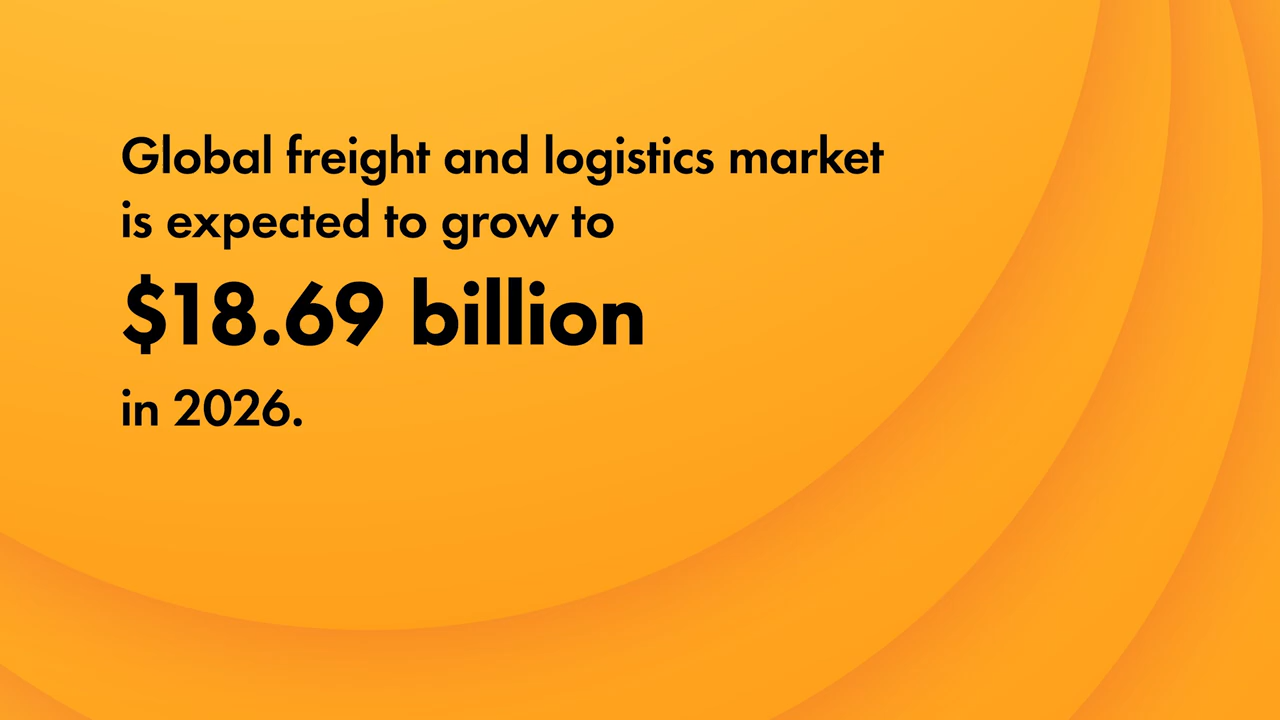 Global freight and logistics market
is expected to grow to
$18.69 billion
in 2026.